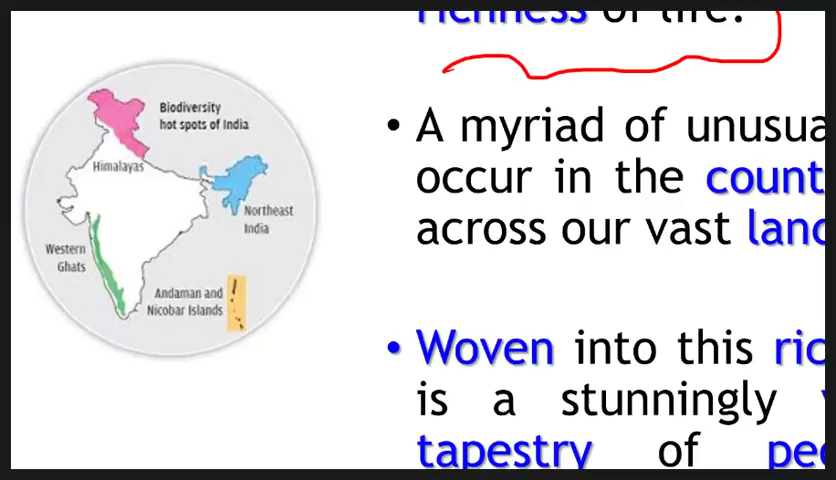 Biodiversity
hot spots of India
Himalayas
Northeast
India
Western
Ghats
Andaman and
Nicobar Islands
richness of life.
• A myriad of
occur in the
across our vast
• Woven into this
is a stunningly
tapestry of